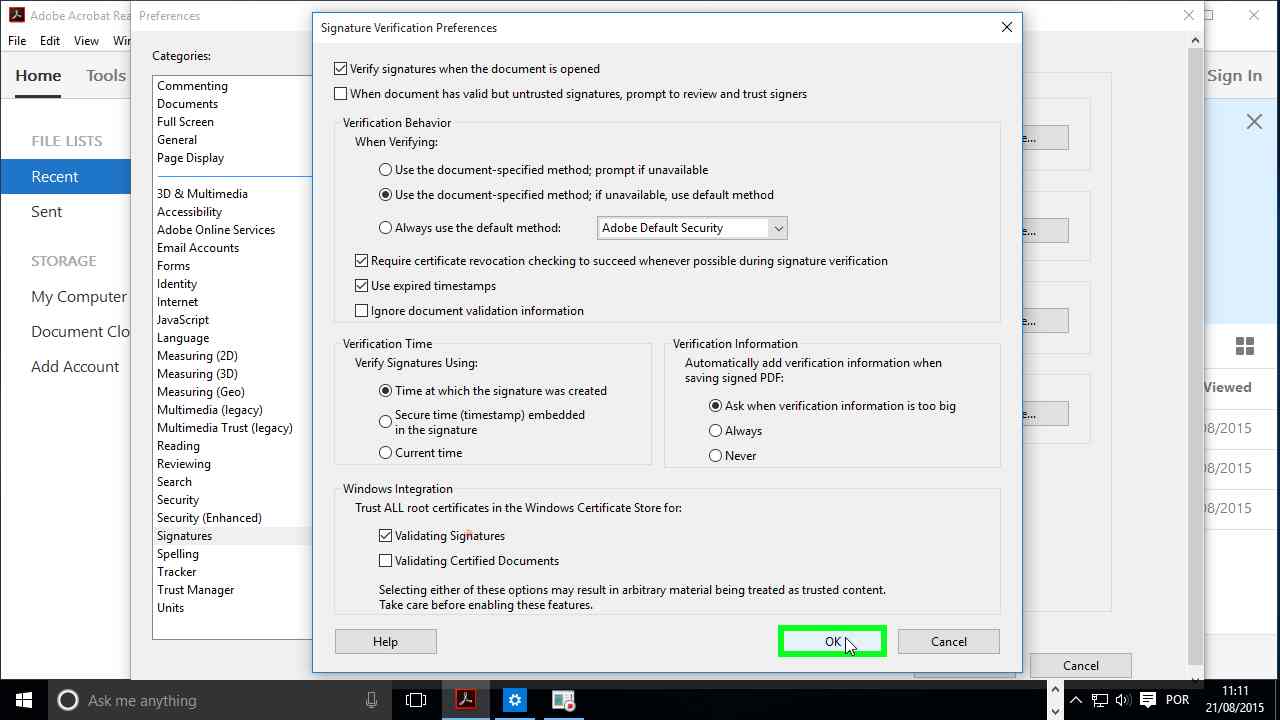 Adobe Acrobat Rea
Preferences
File Edit View Win
Home Tools
Sign In
FILE LISTS
Recent
Sent
STORAGE
My Computer
Document Clo
Add Account
Categories:
Commenting
Documents
Full Screen
General
Page Display
3D & Multimedia
Accessibility
Adobe Online Services
Email Accounts
Forms
Identity
Internet
JavaScript
Language
Measuring (2D)
Measuring (3D)
Measuring (Geo)
Multimedia (legacy)
Multimedia Trust (legacy)
Reading
Reviewing
Search
Security
Security (Enhanced)
Signatures
Spelling
Tracker
Trust Manager
Units
Signature Verification Preferences
Verify signatures when the document is opened
When document has valid but untrusted signatures, prompt to review and trust signers
Verification Behavior
When Verifying:
Use the document-specified method; prompt if unavailable
Use the document-specified method; if unavailable, use default method
Always use the default method: Adobe Default Security
Require certificate revocation checking to succeed whenever possible during signature verification
Use expired timestamps
Ignore document validation information
Verification Time
Verify Signatures Using:
Time at which the signature was created
Secure time (timestamp) embedded
in the signature
Current time
Verification Information
Automatically add verification information when
saving signed PDF:
Ask when verification information is too big
Always
Never
Windows Integration
Trust ALL root certificates in the Windows Certificate Store for:
Validating Signatures
Validating Certified Documents
Selecting either of these options may result in arbitrary material being treated as trusted content.
Take care before enabling these features.
Help OK Cancel
e...
e...
e...
e...
Viewed
08/2015
08/2015
08/2015
Cancel
Ask me anything
POR
11:11
21/08/2015